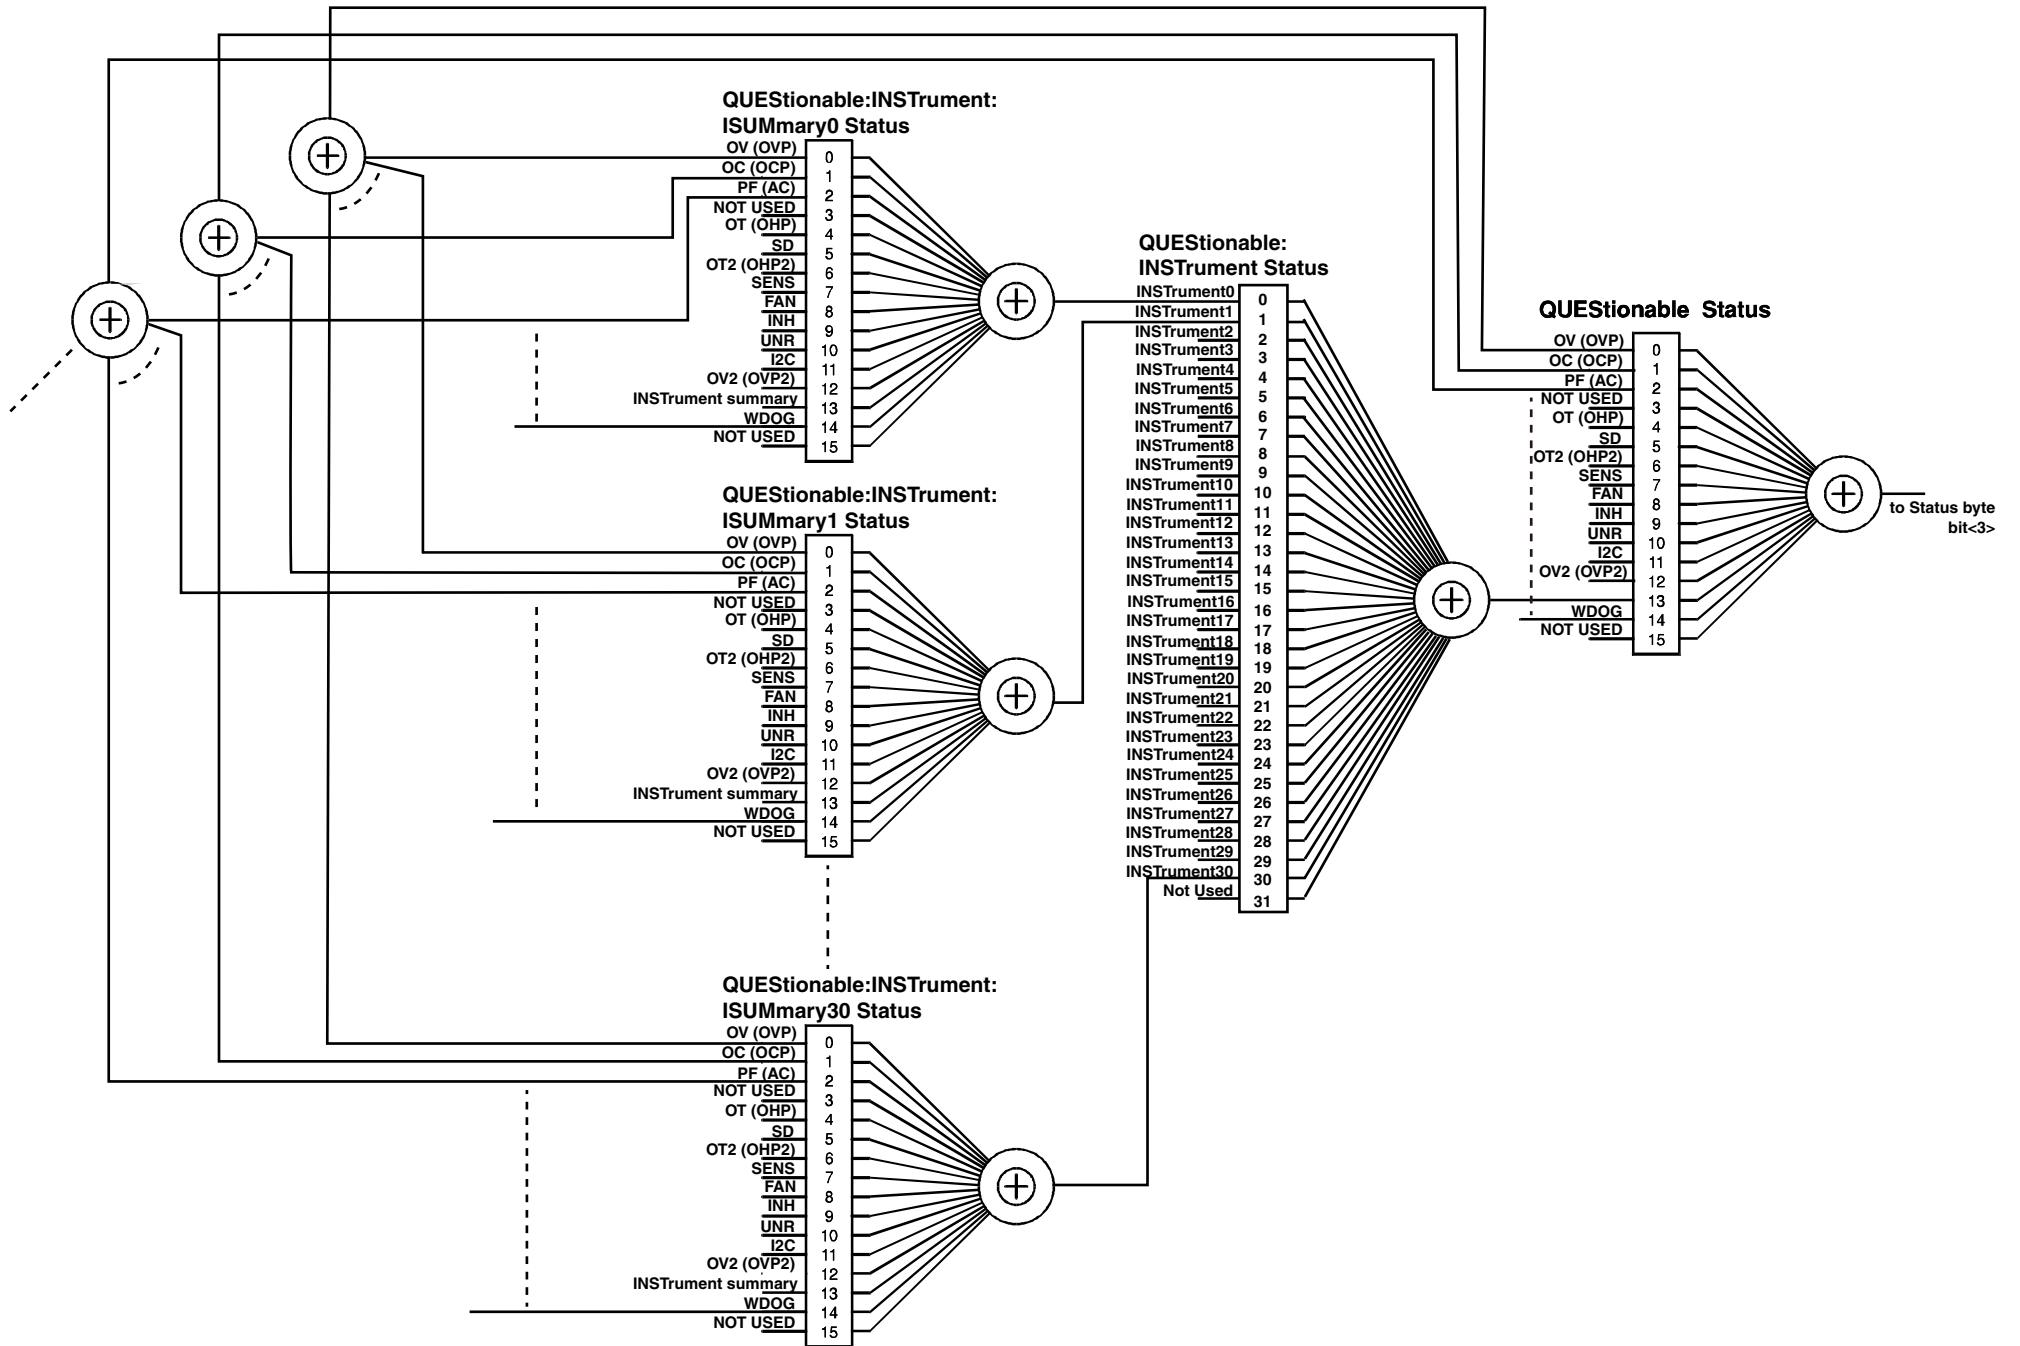 QUEStionable:INSTrument:
ISUMmary0 Status
OV (OVP) 0
OC (OCP) 1
PF (AC) 2
NOT USED 3
OT (OHP) 4
SD 5
OT2 (OHP2) 6
SENS 7
FAN 8
INH 9
UNR 10
I2C 11
OV2 (OVP2) 12
INSTrument summary 13
WDOG 14
NOT USED 15
QUEStionable:INSTrument:
ISUMmary1 Status
OV (OVP) 0
OC (OCP) 1
PF (AC) 2
NOT USED 3
OT (OHP) 4
SD 5
OT2 (OHP2) 6
SENS 7
FAN 8
INH 9
UNR 10
I2C 11
OV2 (OVP2) 12
INSTrument summary 13
WDOG 14
NOT USED 15
QUEStionable:INSTrument:
ISUMmary30 Status
OV (OVP) 0
OC (OCP) 1
PF (AC) 2
NOT USED 3
OT (OHP) 4
SD 5
OT2 (OHP2) 6
SENS 7
FAN 8
INH 9
UNR 10
I2C 11
OV2 (OVP2) 12
INSTrument summary 13
WDOG 14
NOT USED 15
QUEStionable:
INSTrument Status
INSTrument0 0
INSTrument1 1
INSTrument2 2
INSTrument3 3
INSTrument4 4
INSTrument5 5
INSTrument6 6
INSTrument7 7
INSTrument8 8
INSTrument9 9
INSTrument10 10
INSTrument11 11
INSTrument12 12
INSTrument13 13
INSTrument14 14
INSTrument15 15
INSTrument16 16
INSTrument17 17
INSTrument18 18
INSTrument19 19
INSTrument20 20
INSTrument21 21
INSTrument22 22
INSTrument23 23
INSTrument24 24
INSTrument25 25
INSTrument26 26
INSTrument27 27
INSTrument28 28
INSTrument29 29
INSTrument30 30
Not Used 31
QUEStionable Status
OV (OVP) 0
OC (OCP) 1
PF (AC) 2
NOT USED 3
OT (OHP) 4
SD 5
OT2 (OHP2) 6
SENS 7
FAN 8
INH 9
UNR 10
I2C 11
OV2 (OVP2) 12
13
WDOG 14
NOT USED 15
to Status byte
bit<3>